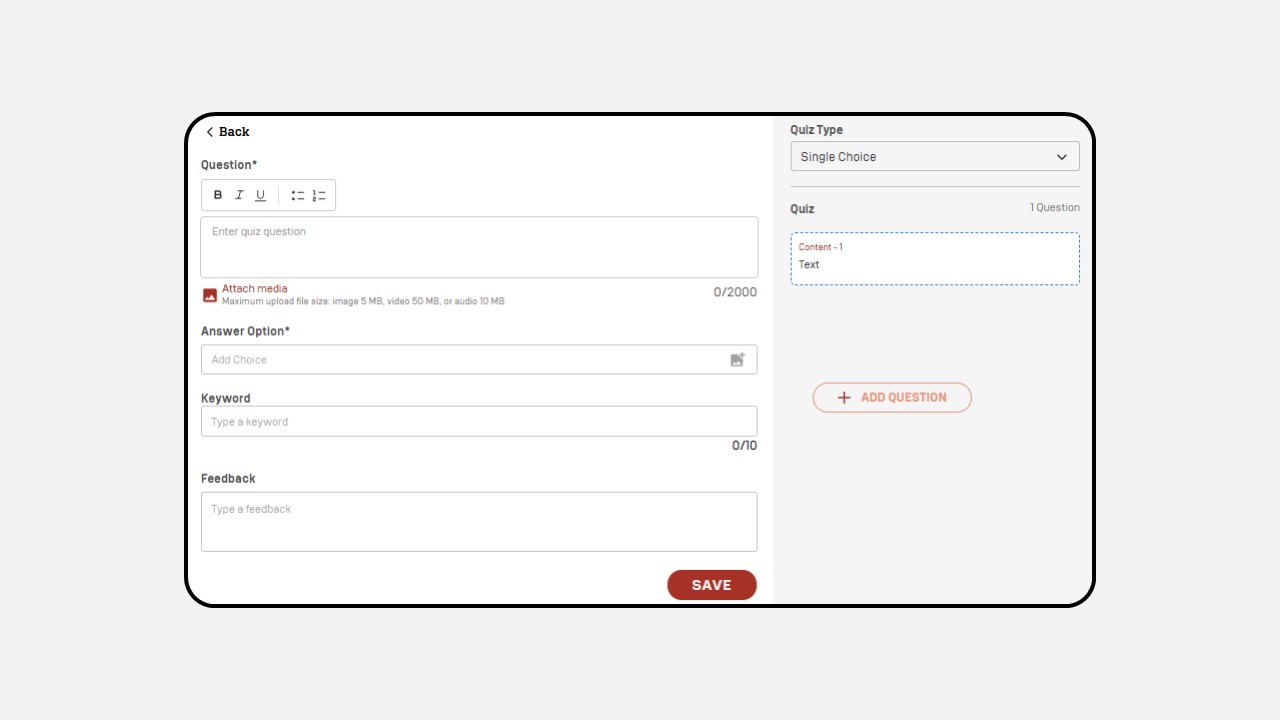 Back
Question*
B I U
Enter quiz question
Attach media
Maximum upload file size: image 5 MB, video 50 MB, or audio 10 MB
0/2000
Answer Option*
Add Choice
Keyword
Type a keyword
0/10
Feedback
Type a feedback
SAVE
Quiz Type
Single Choice
Quiz
1 Question
Content - 1
Text
ADD QUESTION